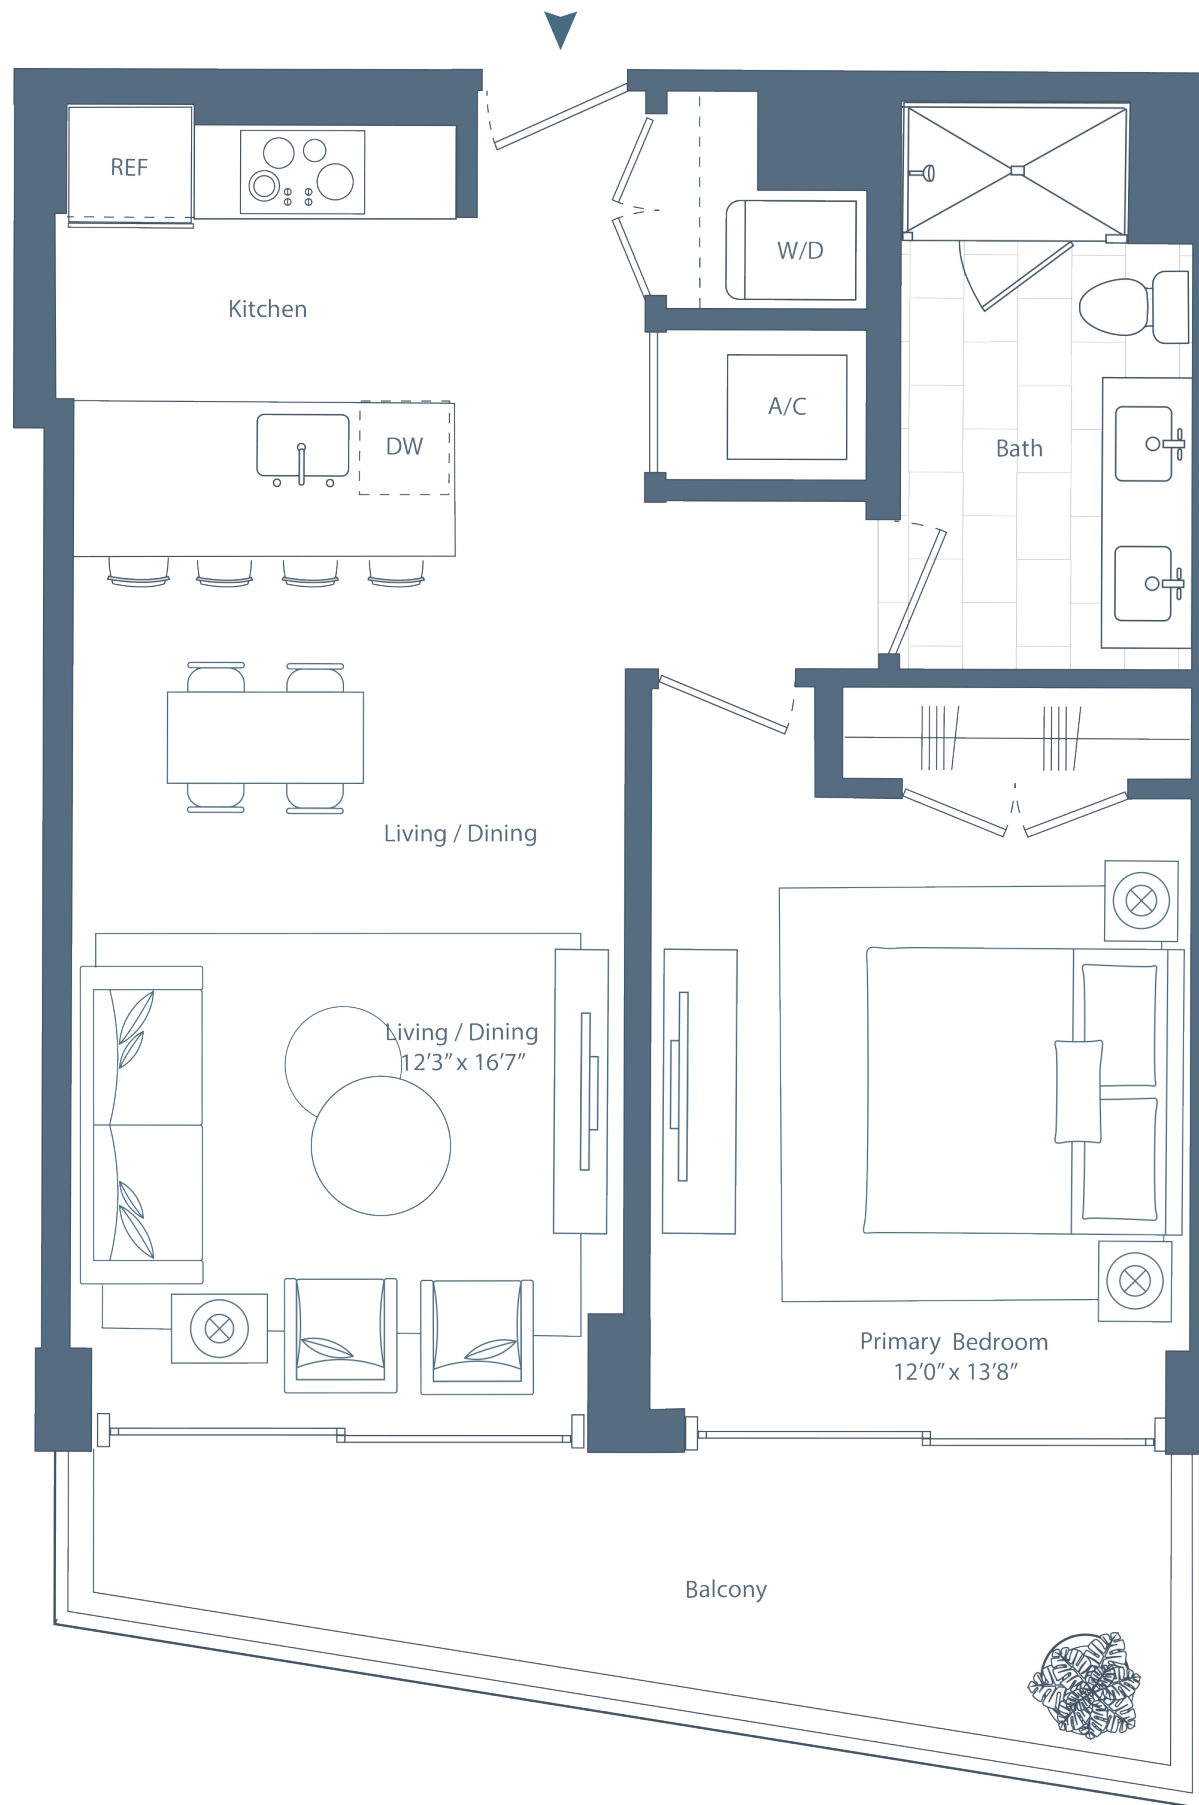 REF
W/D
Kitchen
A/C
DW
Bath
Living / Dining
Living / Dining
12’3” x 16’7”
Primary Bedroom
12’0” x 13’8”
Balcony